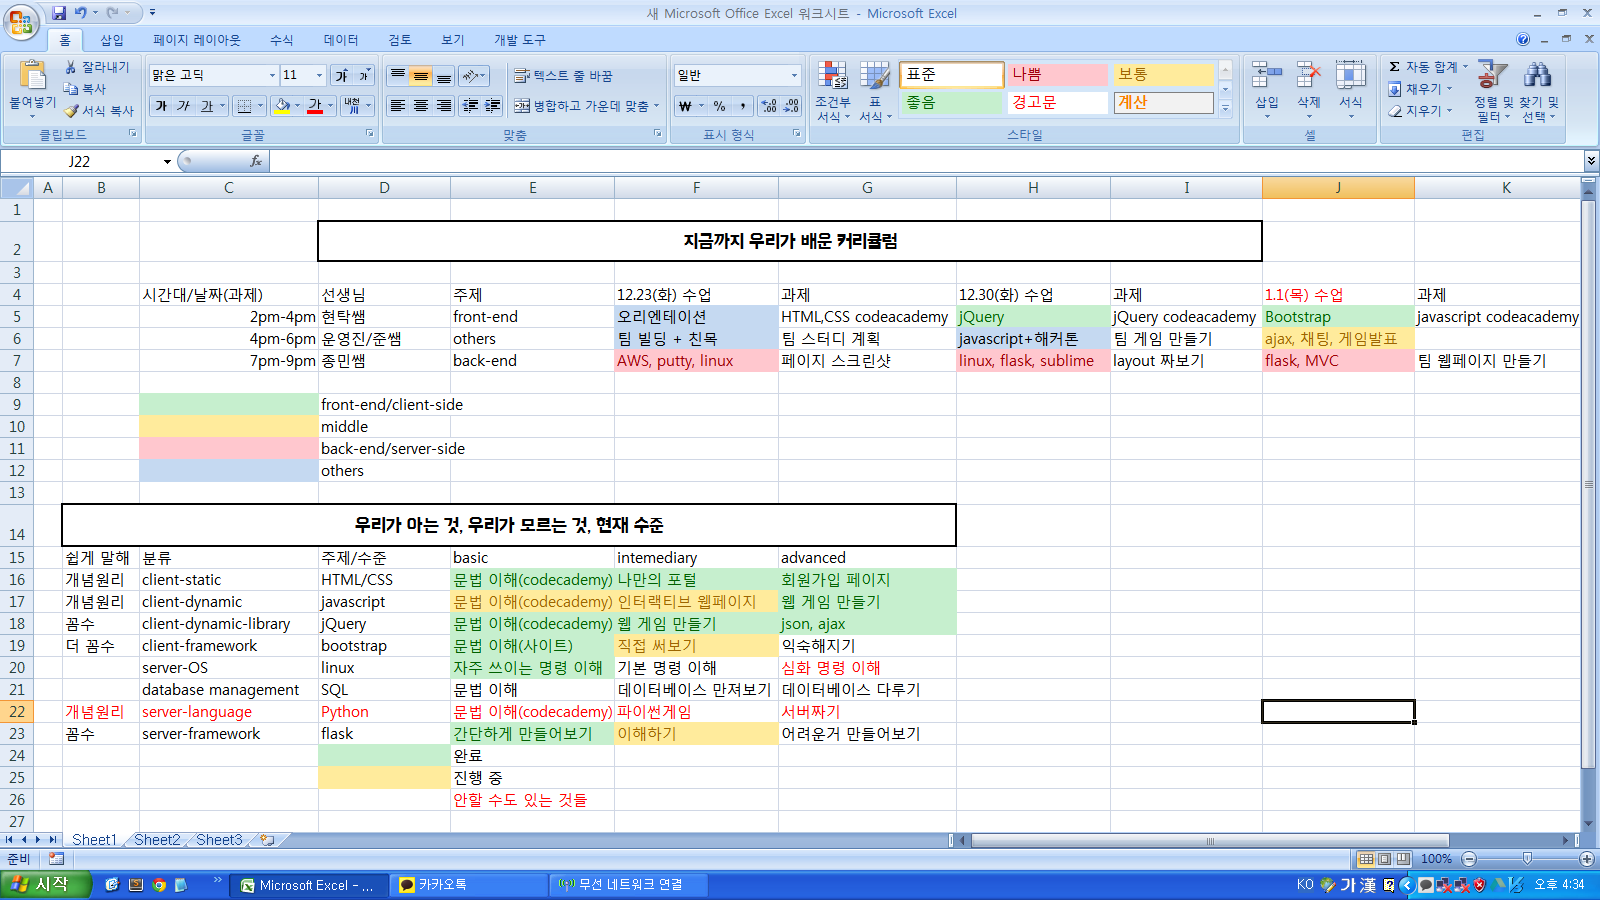 새 Microsoft Office Excel 워크시트 - Microsoft Excel
홈 삽입 페이지 레이아웃 수식 데이터 검토 보기 개발 도구
붙여넣기 잘라내기 복사 서식 복사
클립보드
맑은 고딕 11 가 가
가 가 가 가 내천
글꼴
텍스트 줄 바꿈
병합하고 가운데 맞춤
맞춤
일반
₩ % ,
표시 형식
조건부 서식 표 서식
표준 나쁨 보통
좋음 경고문 계산
스타일
삽입 삭제 서식
셀
Σ 자동 합계
채우기
지우기
정렬 및 필터 찾기 및 선택
편집
J22 fx
A B C D E F G H I J K
1
2 지금까지 우리가 배운 커리큘럼
3
4 시간대/날짜(과제) 선생님 주제 12.23(화) 수업 과제 12.30(화) 수업 과제 1.1(목) 수업 과제
5 2pm-4pm 현탁쌤 front-end 오리엔테이션 HTML,CSS codeacademy jQuery jQuery codeacademy Bootstrap javascript codeacademy
6 4pm-6pm 운영진/준쌤 others 팀 빌딩 + 친목 팀 스터디 계획 javascript+해커톤 팀 게임 만들기 ajax, 채팅, 게임발표
7 7pm-9pm 종민쌤 back-end AWS, putty, linux 페이지 스크린샷 linux, flask, sublime layout 짜보기 flask, MVC 팀 웹페이지 만들기
8
9 front-end/client-side
10 middle
11 back-end/server-side
12 others
13
14 우리가 아는 것, 우리가 모르는 것, 현재 수준
15 쉽게 말해 분류 주제/수준 basic intemediary advanced
16 개념원리 client-static HTML/CSS 문법 이해(codecademy) 나만의 포털 회원가입 페이지
17 개념원리 client-dynamic javascript 문법 이해(codecademy) 인터랙티브 웹페이지 웹 게임 만들기
18 꼼수 client-dynamic-library jQuery 문법 이해(codecademy) 웹 게임 만들기 json, ajax
19 더 꼼수 client-framework bootstrap 문법 이해(사이트) 직접 써보기 익숙해지기
20 server-OS linux 자주 쓰이는 명령 이해 기본 명령 이해 심화 명령 이해
21 database management SQL 문법 이해 데이터베이스 만져보기 데이터베이스 다루기
22 개념원리 server-language Python 문법 이해(codecademy) 파이썬게임 서버짜기
23 꼼수 server-framework flask 간단하게 만들어보기 이해하기 어려운거 만들어보기
24 완료
25 진행 중
26 안할 수도 있는 것들
27
Sheet1 Sheet2 Sheet3
준비 100%
시작 Microsoft Excel - ... 카카오톡 무선 네트워크 연결 KO 가 漢 오후 4:34